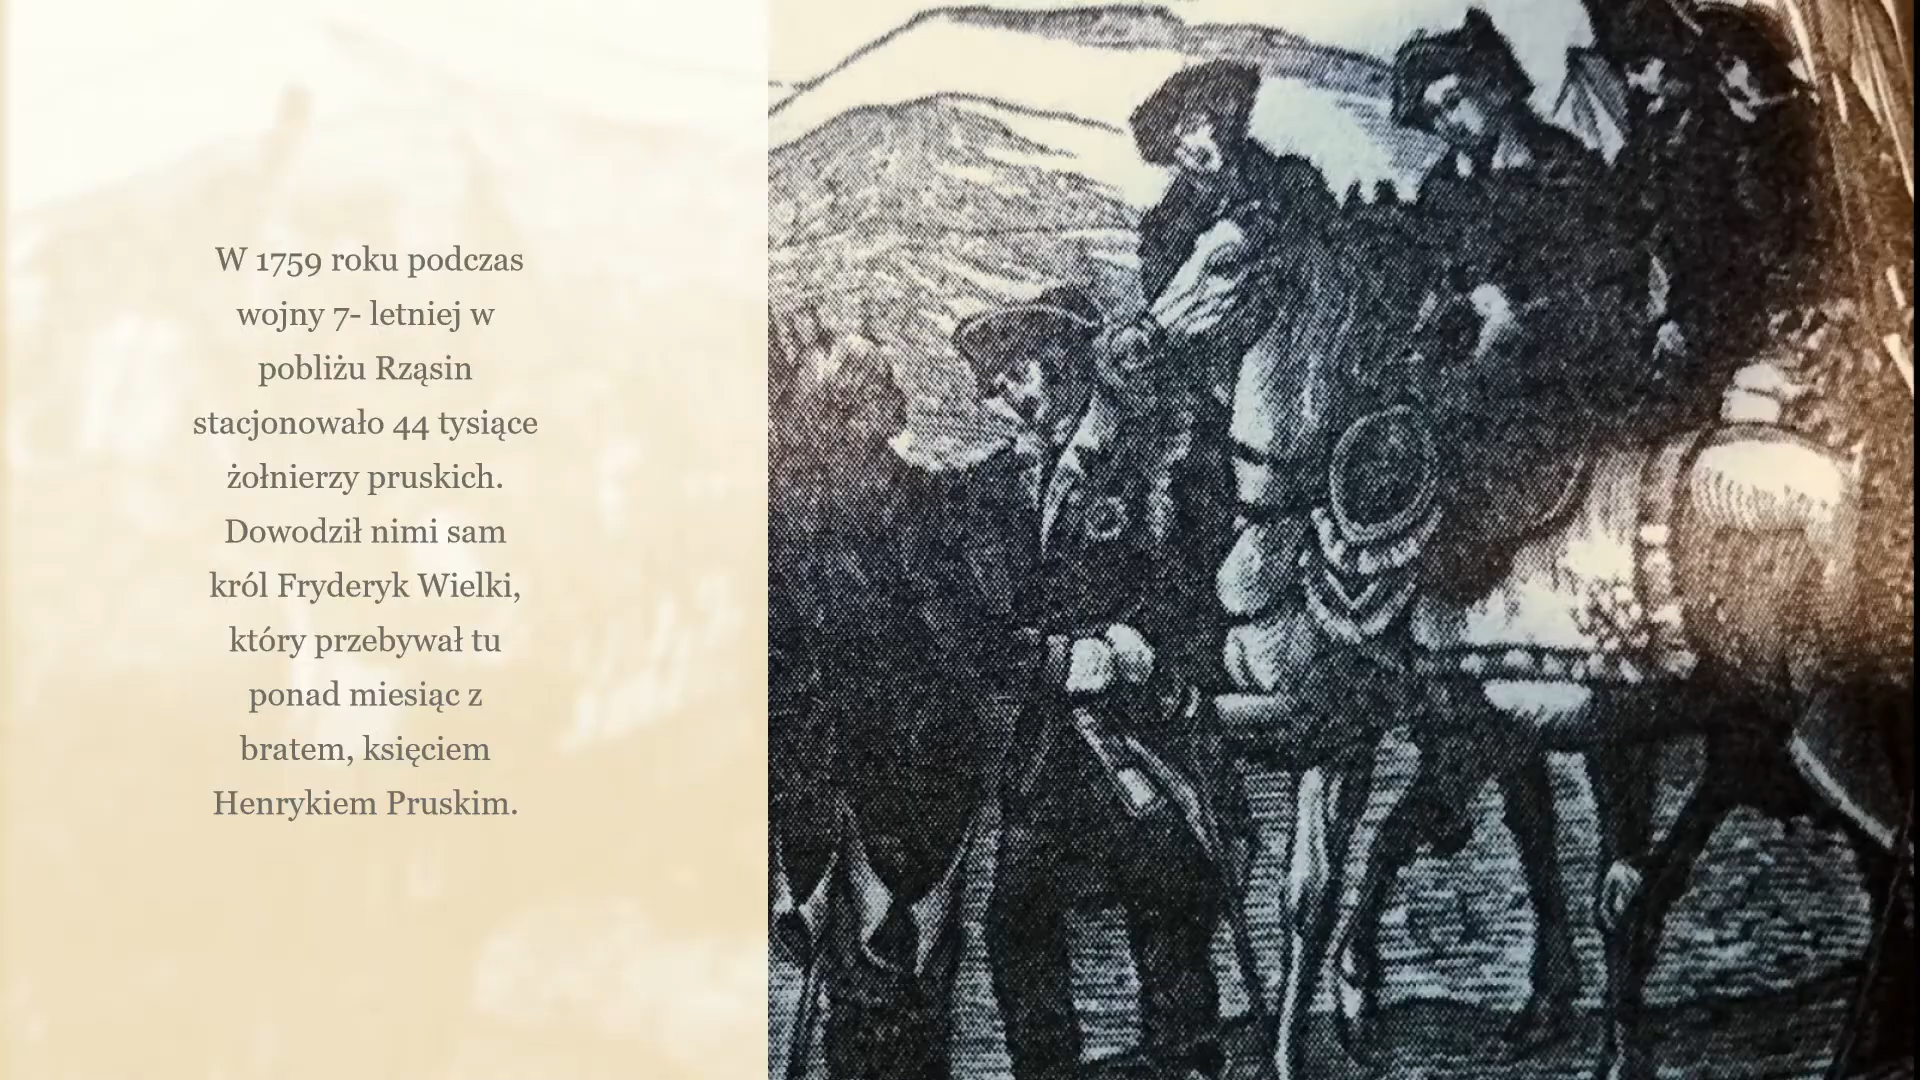 W 1759 roku podczas
wojny 7- letniej w
pobliżu Rząsin
stacjonowało 44 tysiące
żołnierzy pruskich.
Dowodził nimi sam
król Fryderyk Wielki,
który przebywał tu
ponad miesiąc z
bratem, księciem
Henrykiem Pruskim.